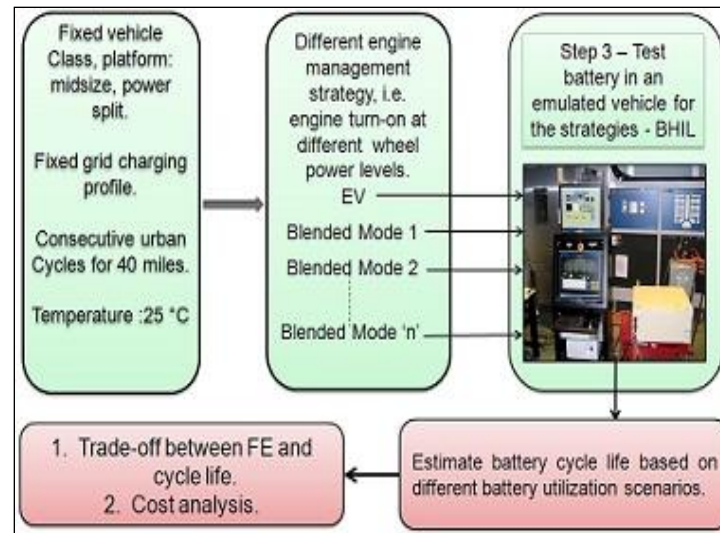 Fixed vehicle
Class, platform:
midsize, power
split.
Fixed grid charging
profile.
Consecutive urban
Cycles for 40 miles.
Temperature :25 °C
Different engine
management
strategy, i.e.
engine turn-on at
different wheel
power levels.
EV
Blended Mode 1
Blended Mode 2
Blended Mode 'n'
Step 3 – Test
battery in an
emulated vehicle for
the strategies - BHIL
Estimate battery cycle life based on
different battery utilization scenarios.
1. Trade-off between FE and
cycle life.
2. Cost analysis.